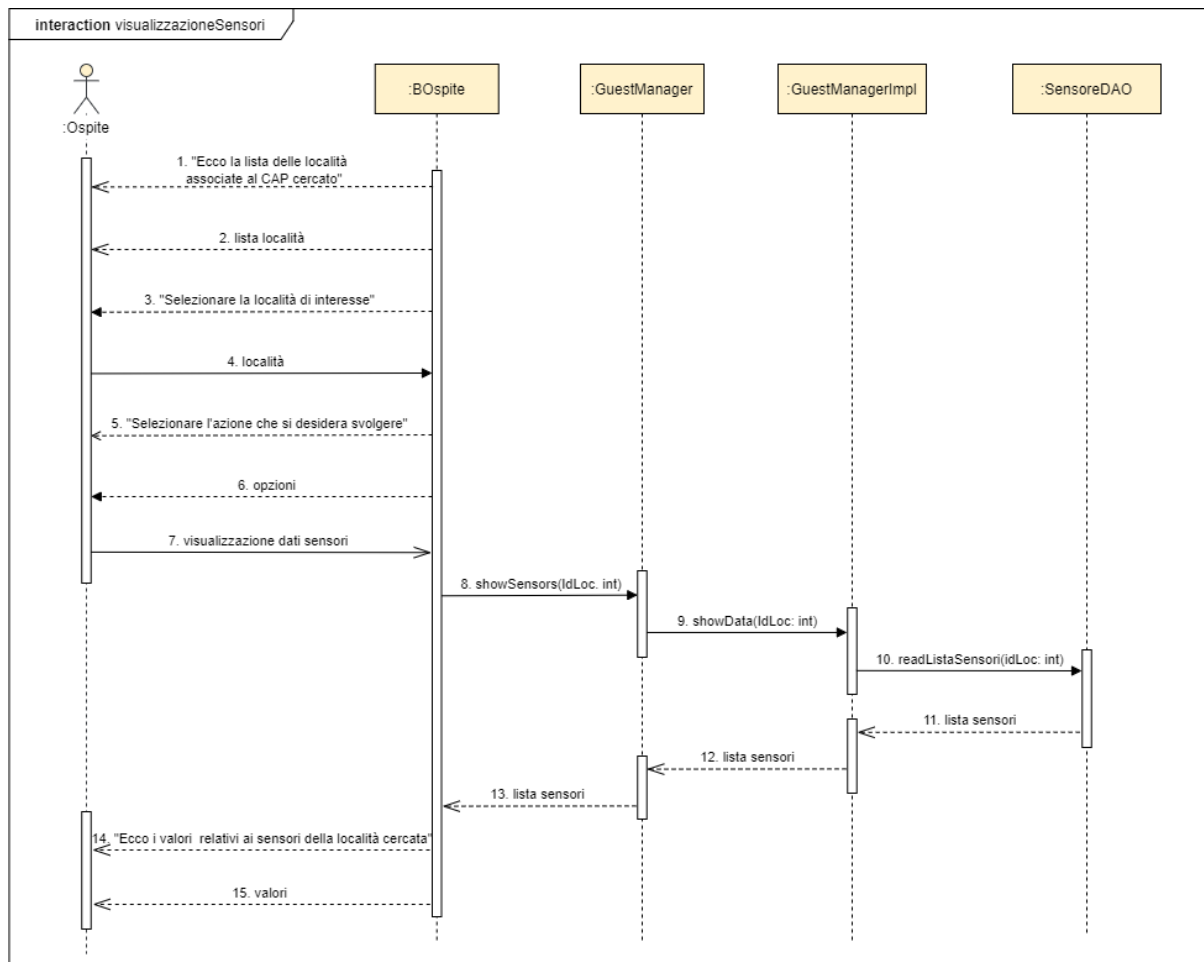 interaction visualizzazioneSensori
:Ospite
:BOspite
:GuestManager
:GuestManagerImpl
:SensoreDAO
1. "Ecco la lista delle località
associate al CAP cercato"
2. lista località
3. "Selezionare la località di interesse"
4. località
5. "Selezionare l'azione che si desidera svolgere"
6. opzioni
7. visualizzazione dati sensori
8. showSensors(IdLoc. int)
9. showData(IdLoc: int)
10. readListaSensori(idLoc: int)
11. lista sensori
12. lista sensori
13. lista sensori
14. "Ecco i valori relativi ai sensori della località cercata"
15. valori